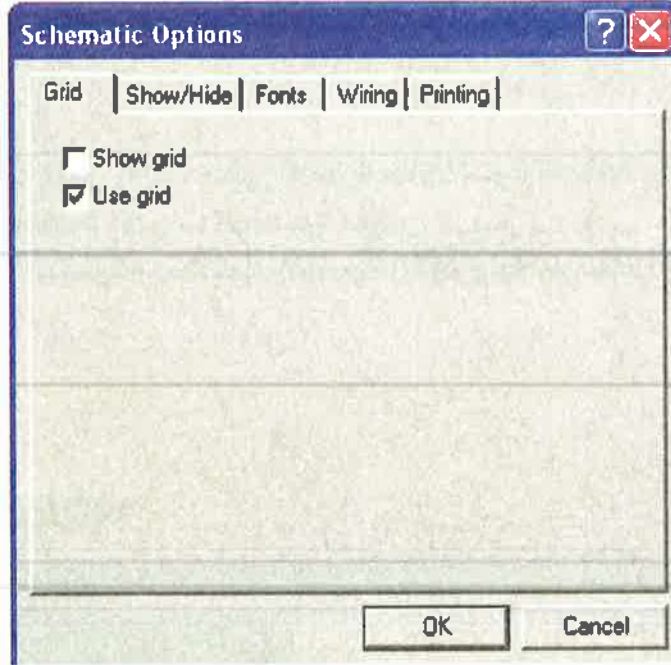 Schematic Options
Grid Show/Hide Fonts Wiring Printing
Show grid
Use grid
OK Cancel